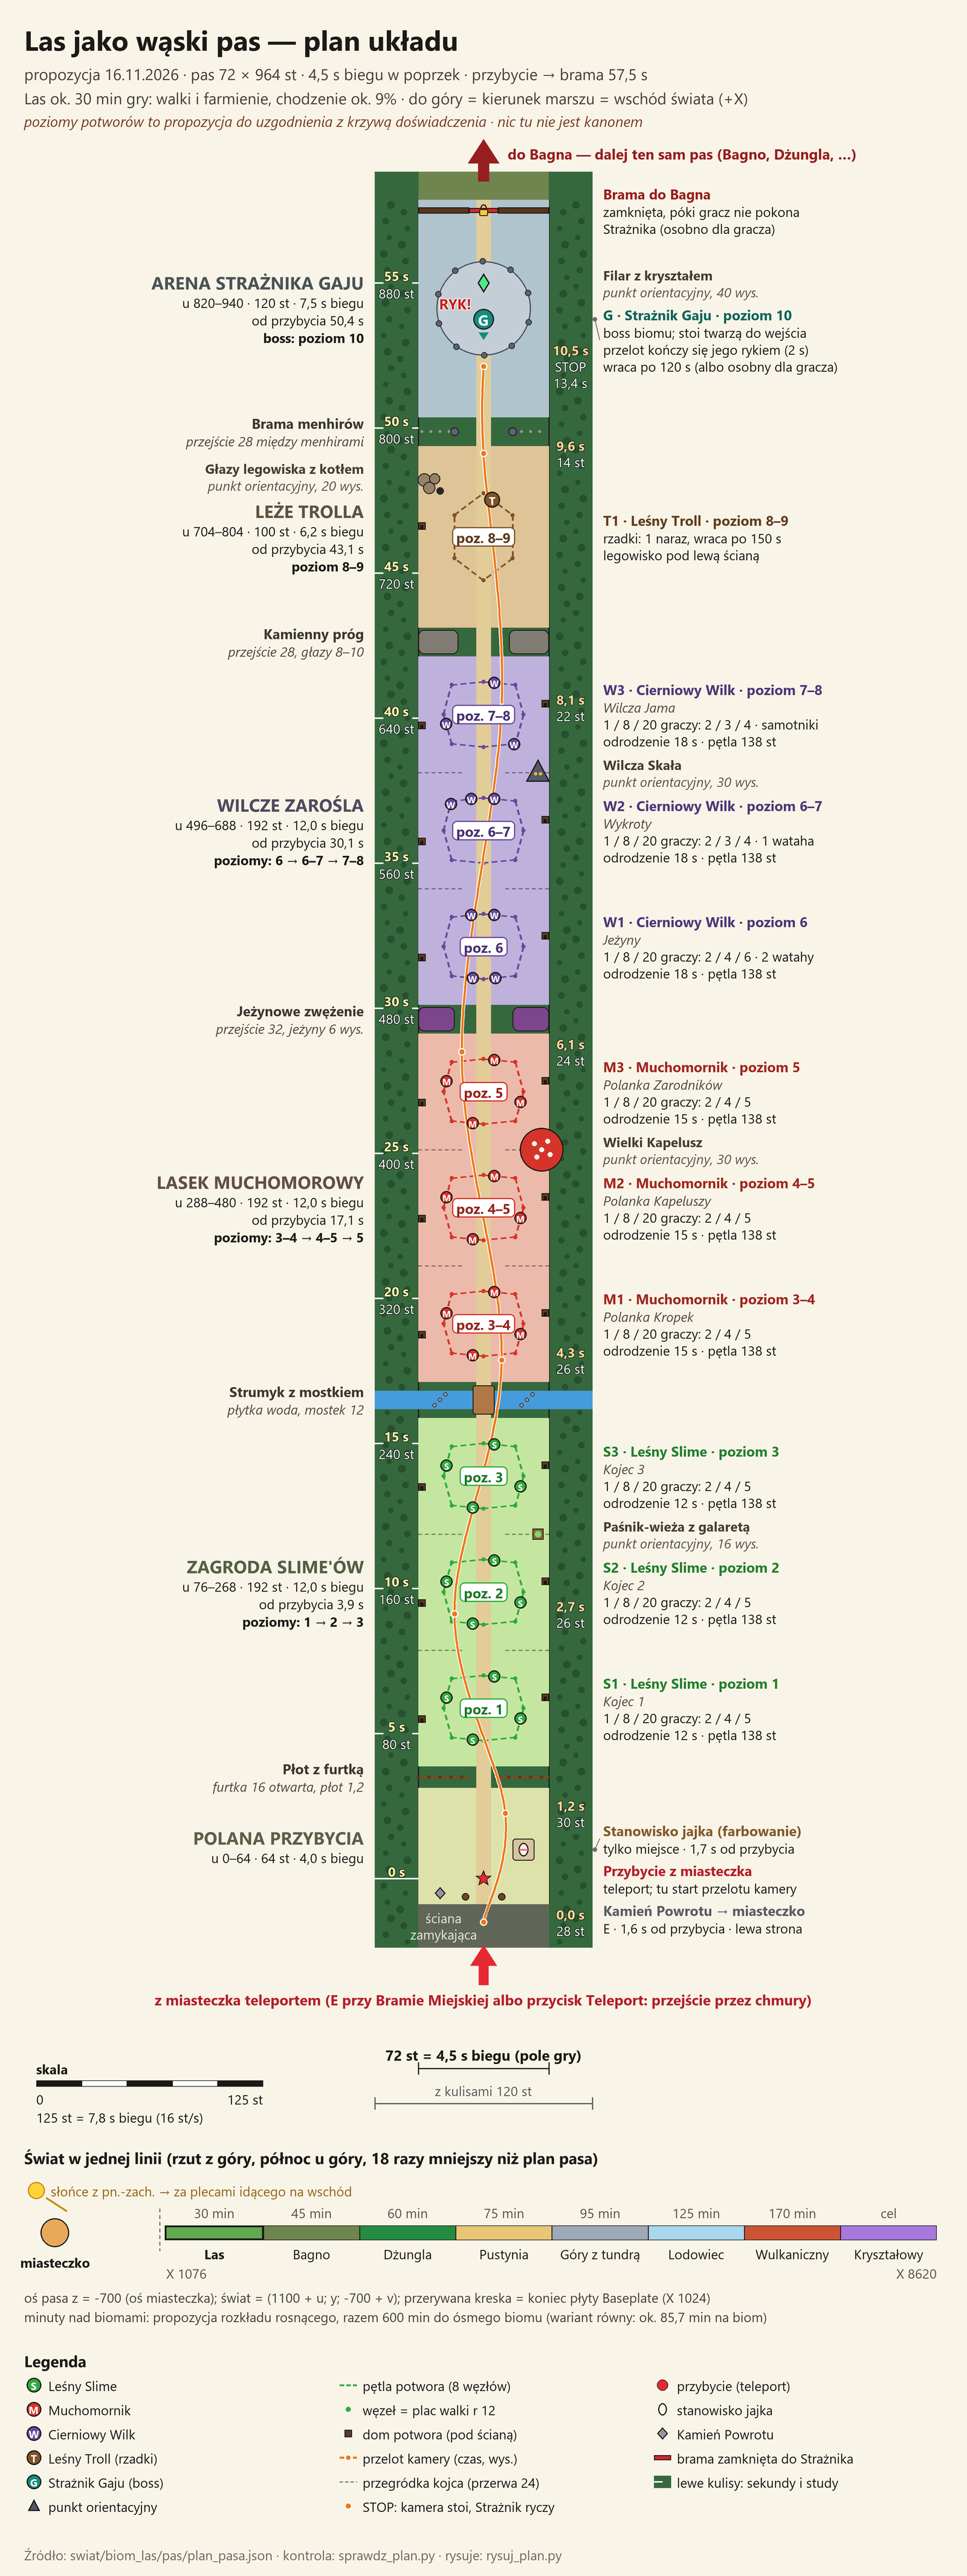 Las jako wąski pas — plan układu
propozycja 16.11.2026 · pas 72 × 964 st · 4,5 s biegu w poprzek · przybycie → brama 57,5 s
Las ok. 30 min gry: walki i farmienie, chodzenie ok. 9% · do góry = kierunek marszu = wschód świata (+X)
poziomy potworów to propozycja do uzgodnienia z krzywą doświadczenia · nic tu nie jest kanonem
do Bagna — dalej ten sam pas (Bagno, Dżungla, ...)
Brama do Bagna
zamknięta, póki gracz nie pokona
Strażnika (osobno dla gracza)
ARENA STRAŻNIKA GAJU
u 820–940 · 120 st · 7,5 s biegu
od przybycia 50,4 s
boss: poziom 10
55 s
880 st
RYK!
G
10,5 s
STOP
13,4 s
Filar z kryształem
punkt orientacyjny, 40 wys.
G · Strażnik Gaju · poziom 10
boss biomu; stoi twarzą do wejścia
przelot kończy się jego rykiem (2 s)
wraca po 120 s (albo osobny dla gracza)
Brama menhirów
przejście 28 między menhirami
50 s
800 st
9,6 s
14 st
Głazy legowiska z kotłem
punkt orientacyjny, 20 wys.
LEŻE TROLLA
u 704–804 · 100 st · 6,2 s biegu
od przybycia 43,1 s
poziom 8–9
T
poz. 8–9
45 s
720 st
T1 · Leśny Troll · poziom 8–9
rzadki: 1 naraz, wraca po 150 s
legowisko pod lewą ścianą
Kamienny próg
przejście 28, głazy 8–10
W
poz. 7–8
W
W
40 s
640 st
8,1 s
22 st
W3 · Cierniowy Wilk · poziom 7–8
Wilcza Jama
1 / 8 / 20 graczy: 2 / 3 / 4 · samotniki
odrodzenie 18 s · pętla 138 st
Wilcza Skała
punkt orientacyjny, 30 wys.
WILCZE ZAROŚLA
u 496–688 · 192 st · 12,0 s biegu
od przybycia 30,1 s
poziomy: 6 → 6–7 → 7–8
W W W
poz. 6–7
35 s
560 st
W2 · Cierniowy Wilk · poziom 6–7
Wykroty
1 / 8 / 20 graczy: 2 / 3 / 4 · 1 wataha
odrodzenie 18 s · pętla 138 st
W W
poz. 6
W W
W1 · Cierniowy Wilk · poziom 6
Jeżyny
1 / 8 / 20 graczy: 2 / 4 / 6 · 2 watahy
odrodzenie 18 s · pętla 138 st
Jeżynowe zwężenie
przejście 32, jeżyny 6 wys.
30 s
480 st
6,1 s
24 st
M
M
poz. 5
M
M
M3 · Muchomornik · poziom 5
Polanka Zarodników
1 / 8 / 20 graczy: 2 / 4 / 5
odrodzenie 15 s · pętla 138 st
25 s
400 st
Wielki Kapelusz
punkt orientacyjny, 30 wys.
LASEK MUCHOMOROWY
u 288–480 · 192 st · 12,0 s biegu
od przybycia 17,1 s
poziomy: 3–4 → 4–5 → 5
M
M
poz. 4–5
M
M
M2 · Muchomornik · poziom 4–5
Polanka Kapeluszy
1 / 8 / 20 graczy: 2 / 4 / 5
odrodzenie 15 s · pętla 138 st
20 s
320 st
M
M
poz. 3–4
M
M
4,3 s
26 st
M1 · Muchomornik · poziom 3–4
Polanka Kropek
1 / 8 / 20 graczy: 2 / 4 / 5
odrodzenie 15 s · pętla 138 st
Strumyk z mostkiem
płytka woda, mostek 12
15 s
240 st
S
S
poz. 3
S
S
S3 · Leśny Slime · poziom 3
Kojec 3
1 / 8 / 20 graczy: 2 / 4 / 5
odrodzenie 12 s · pętla 138 st
Paśnik-wieża z galaretą
punkt orientacyjny, 16 wys.
ZAGRODA SLIME'ÓW
u 76–268 · 192 st · 12,0 s biegu
od przybycia 3,9 s
poziomy: 1 → 2 → 3
10 s
160 st
S
S
poz. 2
S
S
2,7 s
26 st
S2 · Leśny Slime · poziom 2
Kojec 2
1 / 8 / 20 graczy: 2 / 4 / 5
odrodzenie 12 s · pętla 138 st
S
S
poz. 1
S
S
5 s
80 st
S1 · Leśny Slime · poziom 1
Kojec 1
1 / 8 / 20 graczy: 2 / 4 / 5
odrodzenie 12 s · pętla 138 st
Płot z furtką
furtka 16 otwarta, płot 1,2
1,2 s
30 st
POLANA PRZYBYCIA
u 0–64 · 64 st · 4,0 s biegu
0 s
Stanowisko jajka (farbowanie)
tylko miejsce · 1,7 s od przybycia
Przybycie z miasteczka
teleport; tu start przelotu kamery
Kamień Powrotu → miasteczko
E · 1,6 s od przybycia · lewa strona
ściana
zamykająca
0,0 s
28 st
z miasteczka teleportem (E przy Bramie Miejskiej albo przycisk Teleport: przejście przez chmury)
72 st = 4,5 s biegu (pole gry)
z kulisami 120 st
skala
0 125 st
125 st = 7,8 s biegu (16 st/s)
Świat w jednej linii (rzut z góry, północ u góry, 18 razy mniejszy niż plan pasa)
słońce z pn.-zach. → za plecami idącego na wschód
30 min 45 min 60 min 75 min 95 min 125 min 170 min cel
miasteczko Las Bagno Dżungla Pustynia Góry z tundrą Lodowiec Wulkaniczny Kryształowy
X 1076 X 8620
oś pasa z = -700 (oś miasteczka); świat = (1100 + u; y; -700 + v); przerywana kreska = koniec płyty Baseplate (X 1024)
minuty nad biomami: propozycja rozkładu rosnącego, razem 600 min do ósmego biomu (wariant równy: ok. 85,7 min na biom)
Legenda
S Leśny Slime
M Muchomornik
W Cierniowy Wilk
T Leśny Troll (rzadki)
G Strażnik Gaju (boss)
punkt orientacyjny
pętla potwora (8 węzłów)
węzeł = plac walki r 12
dom potwora (pod ścianą)
przelot kamery (czas, wys.)
przegródka kojca (przerwa 24)
STOP: kamera stoi, Strażnik ryczy
przybycie (teleport)
stanowisko jajka
Kamień Powrotu
brama zamknięta do Strażnika
lewe kulisy: sekundy i study
Źródło: swiat/biom_las/pas/plan_pasa.json · kontrola: sprawdz_plan.py · rysuje: rysuj_plan.py